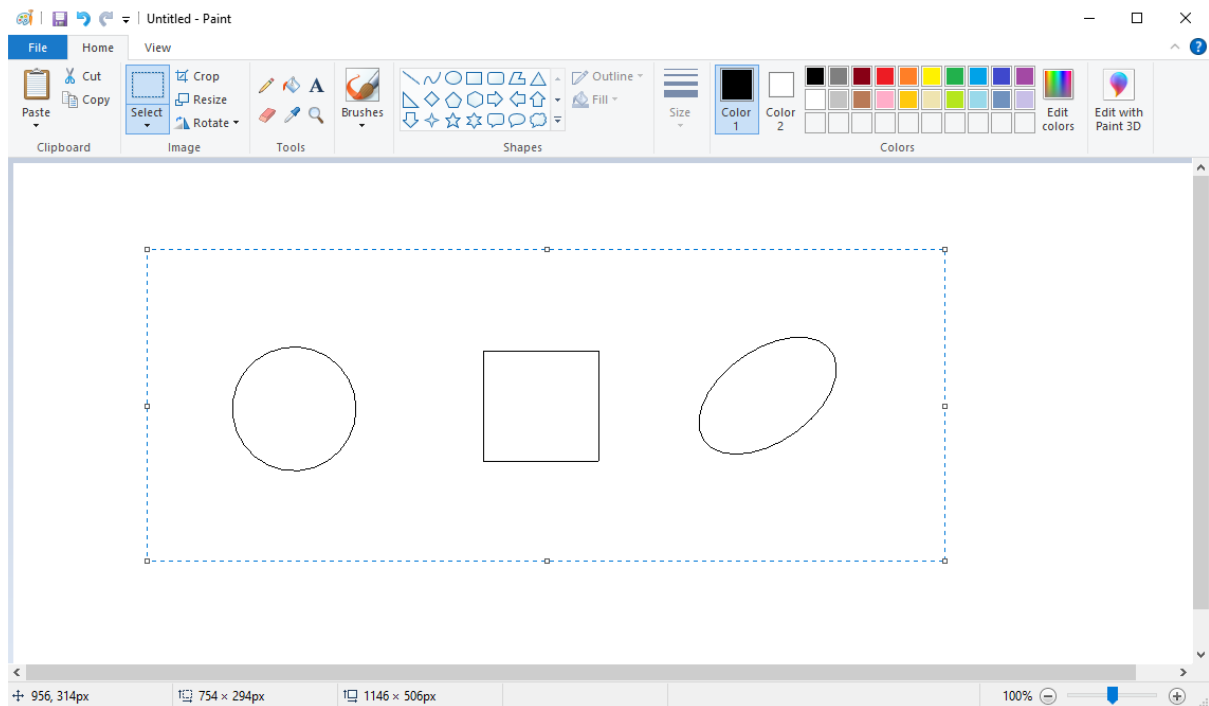 Untitled - Paint
File Home View
Paste
Cut
Copy
Clipboard
Select
Crop
Resize
Rotate
Image
A
Tools
Brushes
Outline
Fill
Shapes
Size
Color
1
Color
2
Edit
colors
Colors
Edit with
Paint 3D
956, 314px 754 × 294px 1146 × 506px 100%